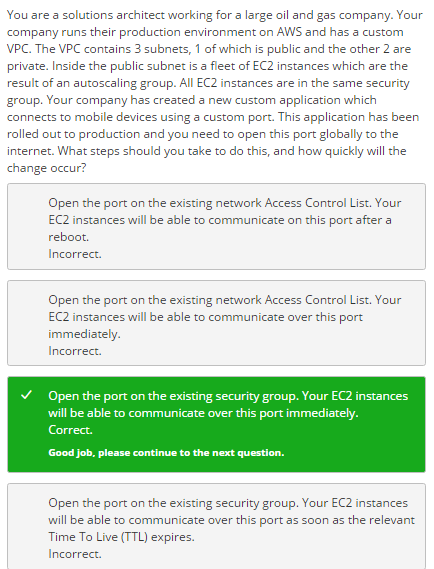 You are a solutions architect working for a large oil and gas company. Your
company runs their production environment on AWS and has a custom
VPC. The VPC contains 3 subnets, 1 of which is public and the other 2 are
private. Inside the public subnet is a fleet of EC2 instances which are the
result of an autoscaling group. All EC2 instances are in the same security
group. Your company has created a new custom application which
connects to mobile devices using a custom port. This application has been
rolled out to production and you need to open this port globally to the
internet. What steps should you take to do this, and how quickly will the
change occur?
Open the port on the existing network Access Control List. Your
EC2 instances will be able to communicate on this port after a
reboot.
Incorrect.
Open the port on the existing network Access Control List. Your
EC2 instances will be able to communicate over this port
immediately.
Incorrect.
Open the port on the existing security group. Your EC2 instances
will be able to communicate over this port immediately.
Correct.
Good job, please continue to the next question.
Open the port on the existing security group. Your EC2 instances
will be able to communicate over this port as soon as the relevant
Time To Live (TTL) expires.
Incorrect.